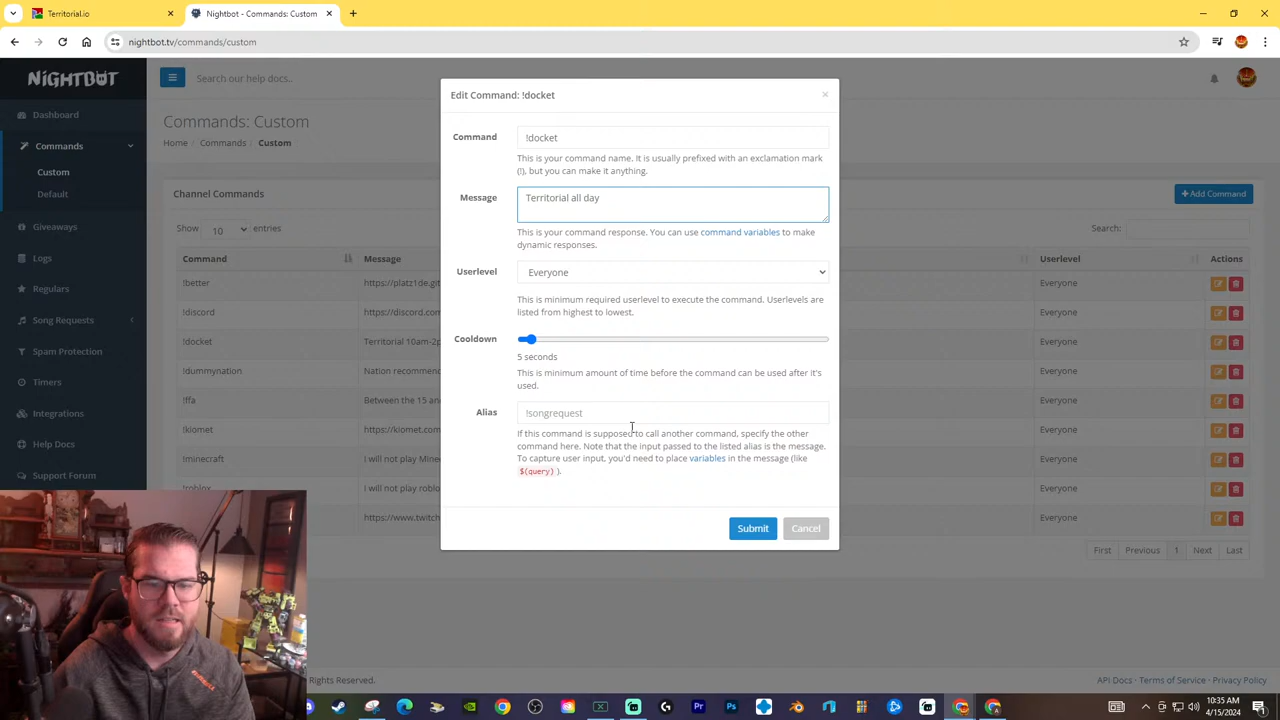 Territorial.io
Nightbot - Commands: Custom
nightbot.tv/commands/custom
NIGHTBOT
Search our help docs..
Edit Command: !docket
×
Dashboard
Commands
Custom
Default
Giveaways
Logs
Regulars
Song Requests
Spam Protection
Timers
Integrations
Help Docs
Support Forum
Commands: Custom
Home / Commands / Custom
Channel Commands
+Add Command
Show 10 entries
Search:
Command Message Userlevel Actions
!better https://platz1de.git Everyone
!discord https://discord.com Everyone
!docket Territorial 10am-2p Everyone
!dummynation Nation recommen Everyone
!ffa Between the 15 an Everyone
!kiomet https://kiomet.com Everyone
!minecraft I will not play Mine Everyone
!roblox I will not play roblo Everyone
https://www.twitch Everyone
First Previous 1 Next Last
Command !docket
This is your command name. It is usually prefixed with an exclamation mark
(!), but you can make it anything.
Message Territorial all day
This is your command response. You can use command variables to make
dynamic responses.
Userlevel Everyone
This is minimum required userlevel to execute the command. Userlevels are
listed from highest to lowest.
Cooldown
5 seconds
This is minimum amount of time before the command can be used after it's
used.
Alias !songrequest
If this command is supposed to call another command, specify the other
command here. Note that the input passed to the listed alias is the message.
To capture user input, you'd need to place variables in the message (like
$(query) ).
Submit Cancel
Rights Reserved.
API Docs - Terms of Service - Privacy Policy
10:35 AM
4/15/2024